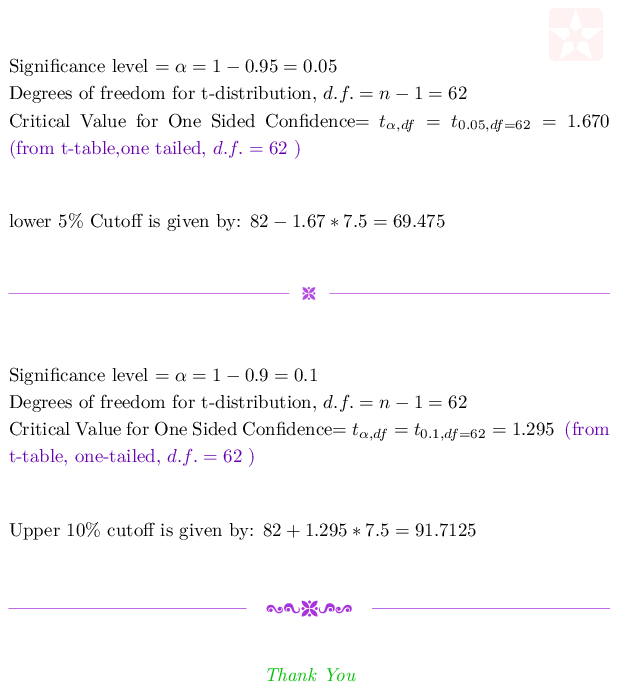 Significance level = α = 1 − 0.95 = 0.05
Degrees of freedom for t-distribution, d.f. = n − 1 = 62
Critical Value for One Sided Confidence= t_{α,df} = t_{0.05,df=62} = 1.670
(from t-table,one tailed, d.f. = 62 )
lower 5% Cutoff is given by: 82 − 1.67 ∗ 7.5 = 69.475
Significance level = α = 1 − 0.9 = 0.1
Degrees of freedom for t-distribution, d.f. = n − 1 = 62
Critical Value for One Sided Confidence= t_{α,df} = t_{0.1,df=62} = 1.295 (from
t-table, one-tailed, d.f. = 62 )
Upper 10% cutoff is given by: 82 + 1.295 ∗ 7.5 = 91.7125
Thank You